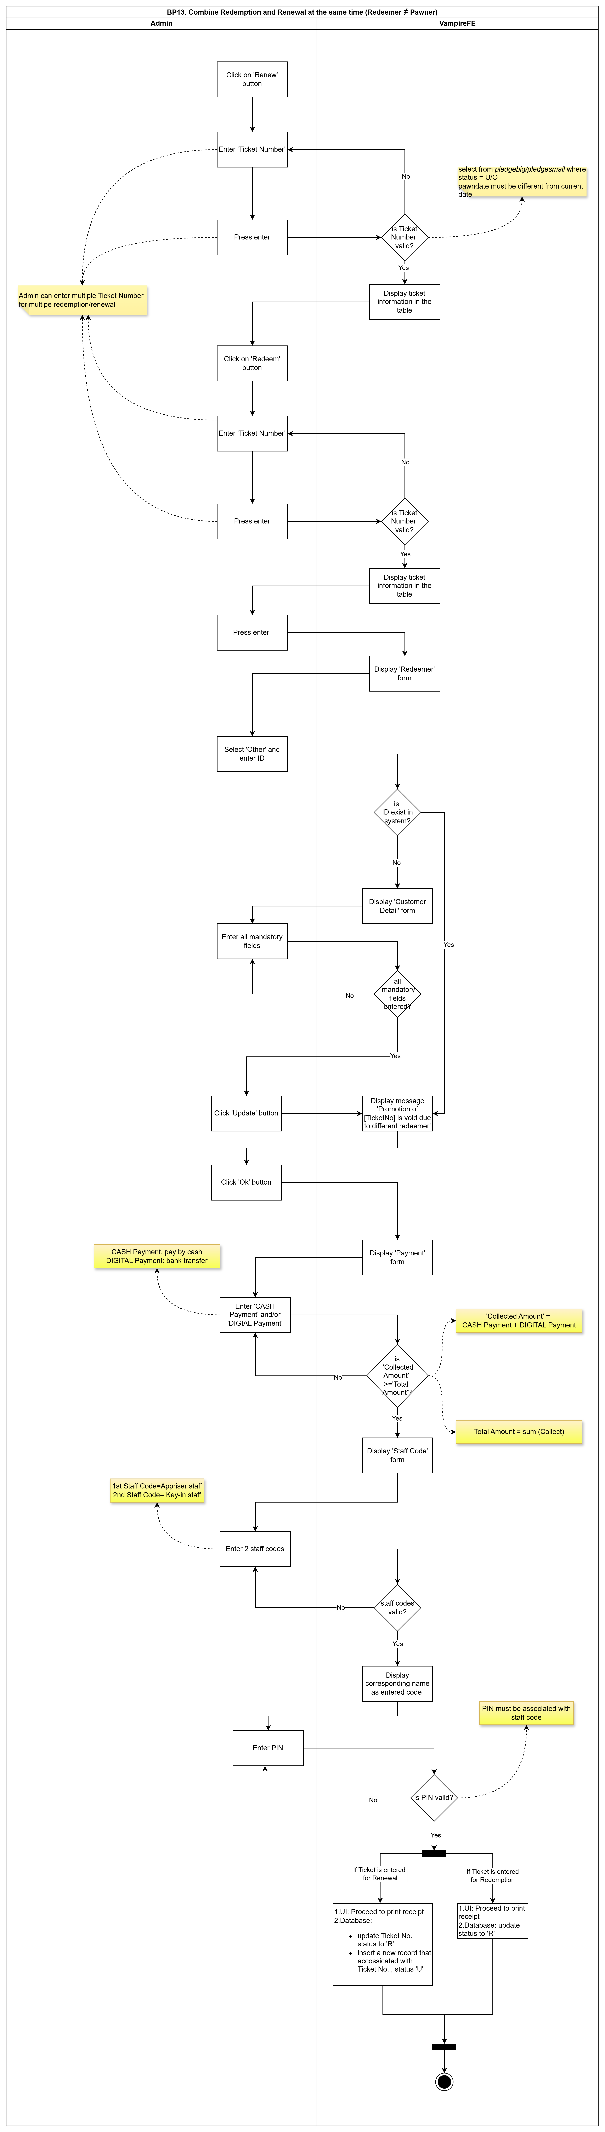 BP13. Combine Redemption and Renewal at the same time (Redeemer ≠ Pawner)
Admin
VampireFE
Click on 'Renew'
button
Enter 'Ticket Number'
No
select from pledgebig/pledgesmall where
status = U/O
pawndate must be different from current
date
Press enter
is Ticket
Number
valid?
Yes
Admin can enter multiple Ticket Number
for multipe redemption/renewal
Display ticket
information in the
table
Click on 'Redeem'
button
Enter 'Ticket Number'
No
Press enter
is Ticket
Number
valid?
Yes
Display ticket
information in the
table
Press enter
Display 'Redeemer'
form
Select 'Other' and
enter ID
is
ID exist in
system?
No
Display 'Customer
Detail' form
Enter all mandatory
fields
Yes
No
all
mandatory
fields
entered?
Yes
Click 'Update' button
Display message
'Promotion of
[TicketNo] is void due
to different redeemer'
Click 'Ok' button
CASH Payment: pay by cash
DIGITAL Payment: bank transfer
Display 'Payment'
form
Enter 'CASH
Payment' and/or
DIGIAL Payment
'Collected Amount' =
CASH Payment + DIGITAL Payment
is
'Collected
Amount'
>='Total
Amount'?
No
Yes
Total Amount = sum (Collect)
Display 'Staff Code'
form
1st Staff Code=Appriser staff
2nd Staff Code= Key-in staff
Enter 2 staff codes
No
staff codes
valid?
Yes
Display
corresponding name
as entered code
PIN must be associated with
staff code
Enter PIN
No
is PIN valid?
Yes
if Ticket is entered
for Renewal
if Ticket is entered
for Redemption
1.UI: Proceed to print receipt
2.Database:
• update Ticket No.
status to 'R'
• Insert a new record that
accossicated with
Ticket No. , status 'U'
1.UI: Proceed to print
receipt
2.Database: update
status to 'R'